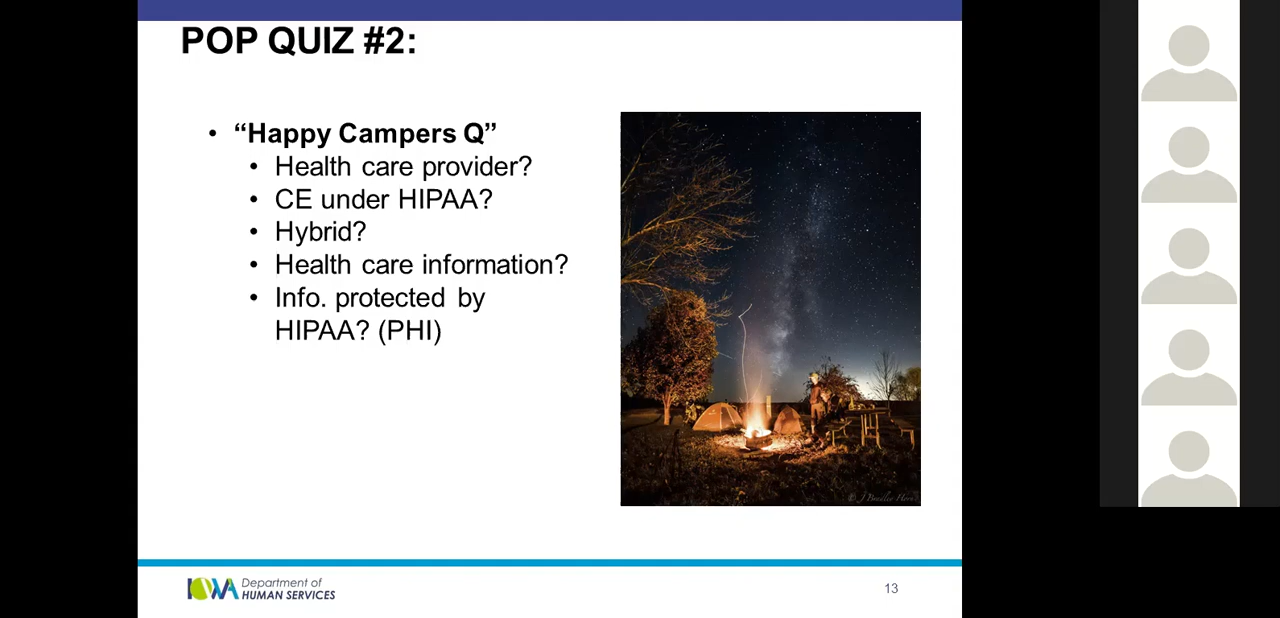 POP QUIZ #2:
• “Happy Campers Q”
• Health care provider?
• CE under HIPAA?
• Hybrid?
• Health care information?
• Info. protected by
HIPAA? (PHI)
IOWA Department of
HUMAN SERVICES
13